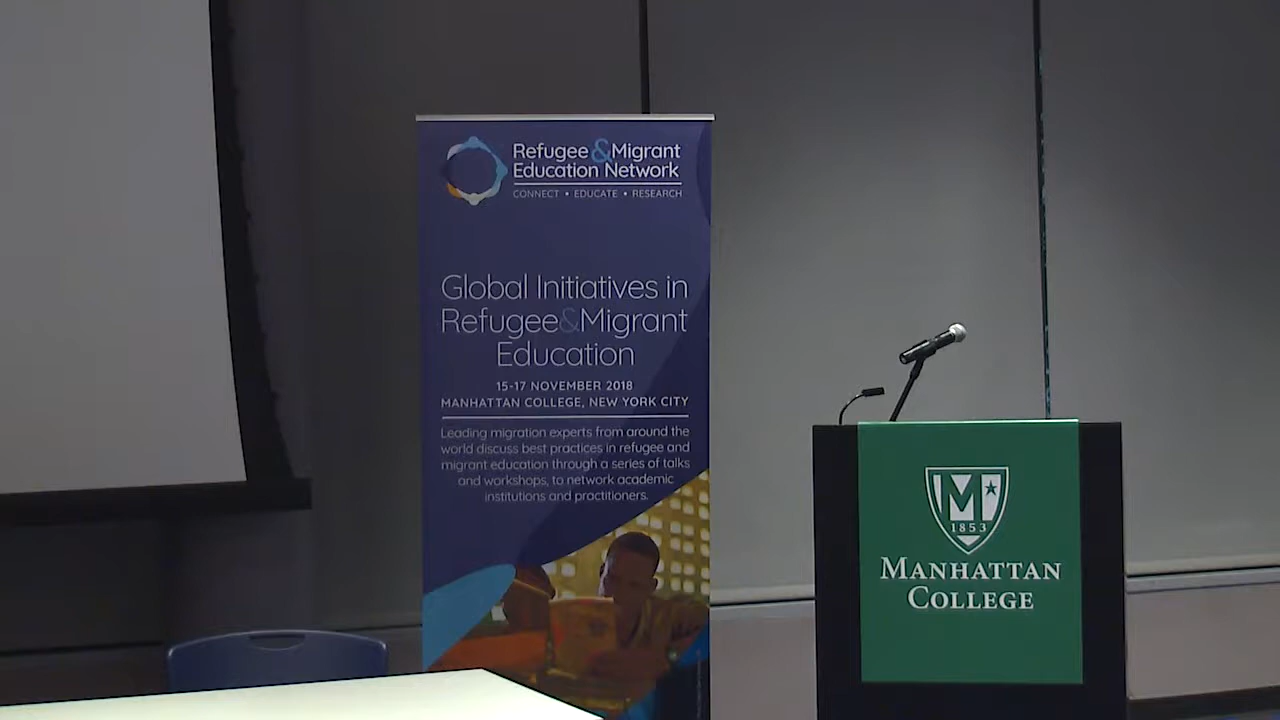 Refugee & Migrant
Education Network
CONNECT • EDUCATE • RESEARCH
Global Initiatives in
Refugee & Migrant
Education
15-17 NOVEMBER 2018
MANHATTAN COLLEGE, NEW YORK CITY
Leading migration experts from around the
world discuss best practices in refugee and
migrant education through a series of talks
and workshops, to network academic
institutions and practitioners.
M
1853
MANHATTAN
COLLEGE